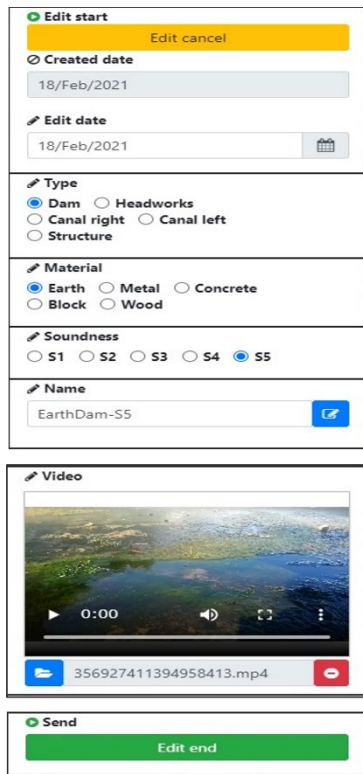 Edit start
Edit cancel
Created date
18/Feb/2021
Edit date
18/Feb/2021
Type
Dam Headworks
Canal right Canal left
Structure
Material
Earth Metal Concrete
Block Wood
Soundness
S1 S2 S3 S4 S5
Name
EarthDam-S5
Video
0:00
356927411394958413.mp4
Send
Edit end